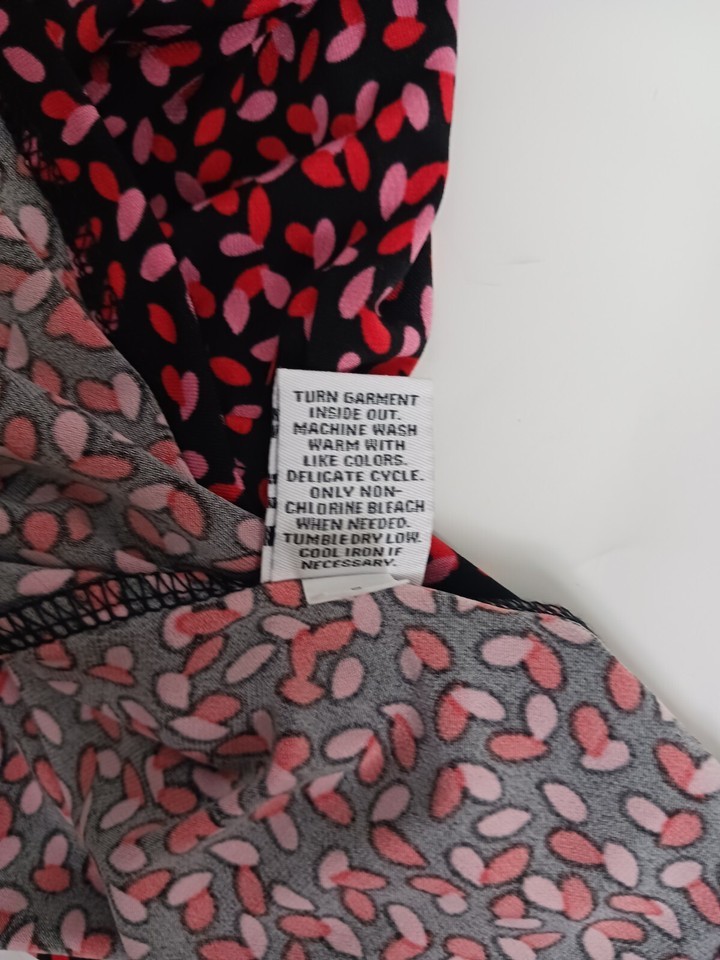 TURN GARMENT
INSIDE OUT.
MACHINE WASH
WARM WITH
LIKE COLORS.
DELICATE CYCLE.
ONLY NON-
CHLORINE BLEACH
WHEN NEEDED.
TUMBLE DRY LOW.
COOL IRON IF
NECESSARY.